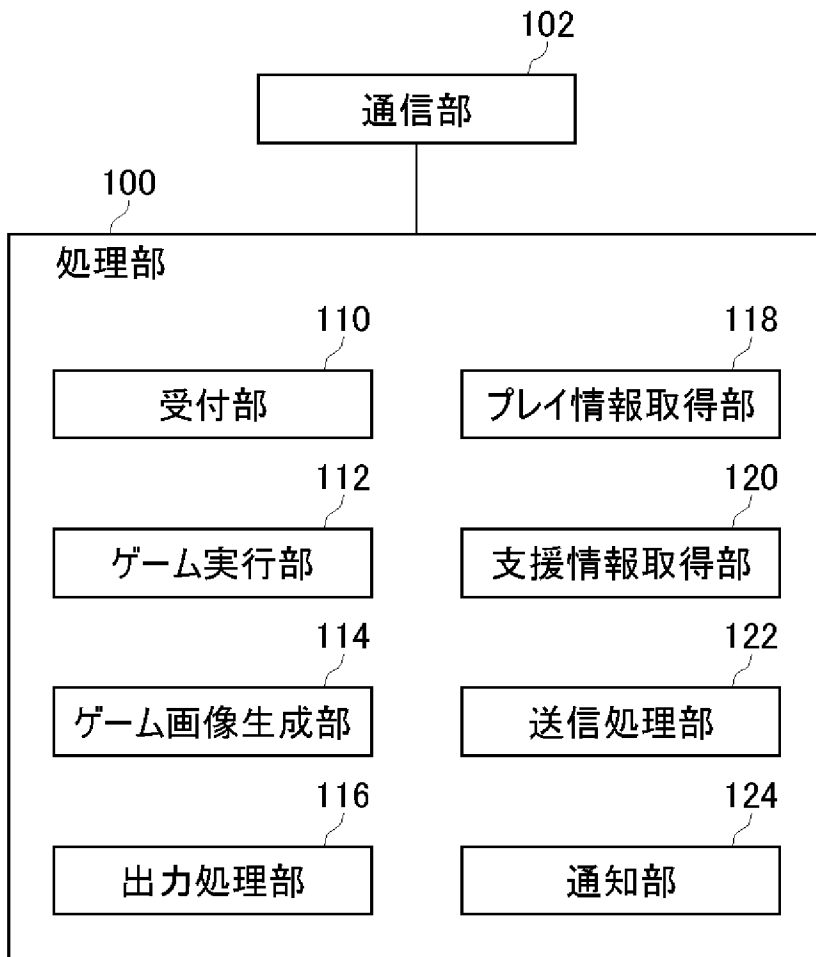 102
通信部
100
処理部
110
受付部
118
プレイ情報取得部
112
ゲーム実行部
120
支援情報取得部
114
ゲーム画像生成部
122
送信処理部
116
出力処理部
124
通知部